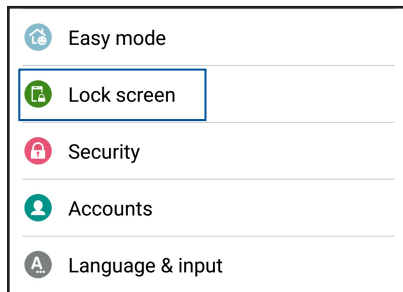 Easy mode
Lock screen
Security
Accounts
Language & input